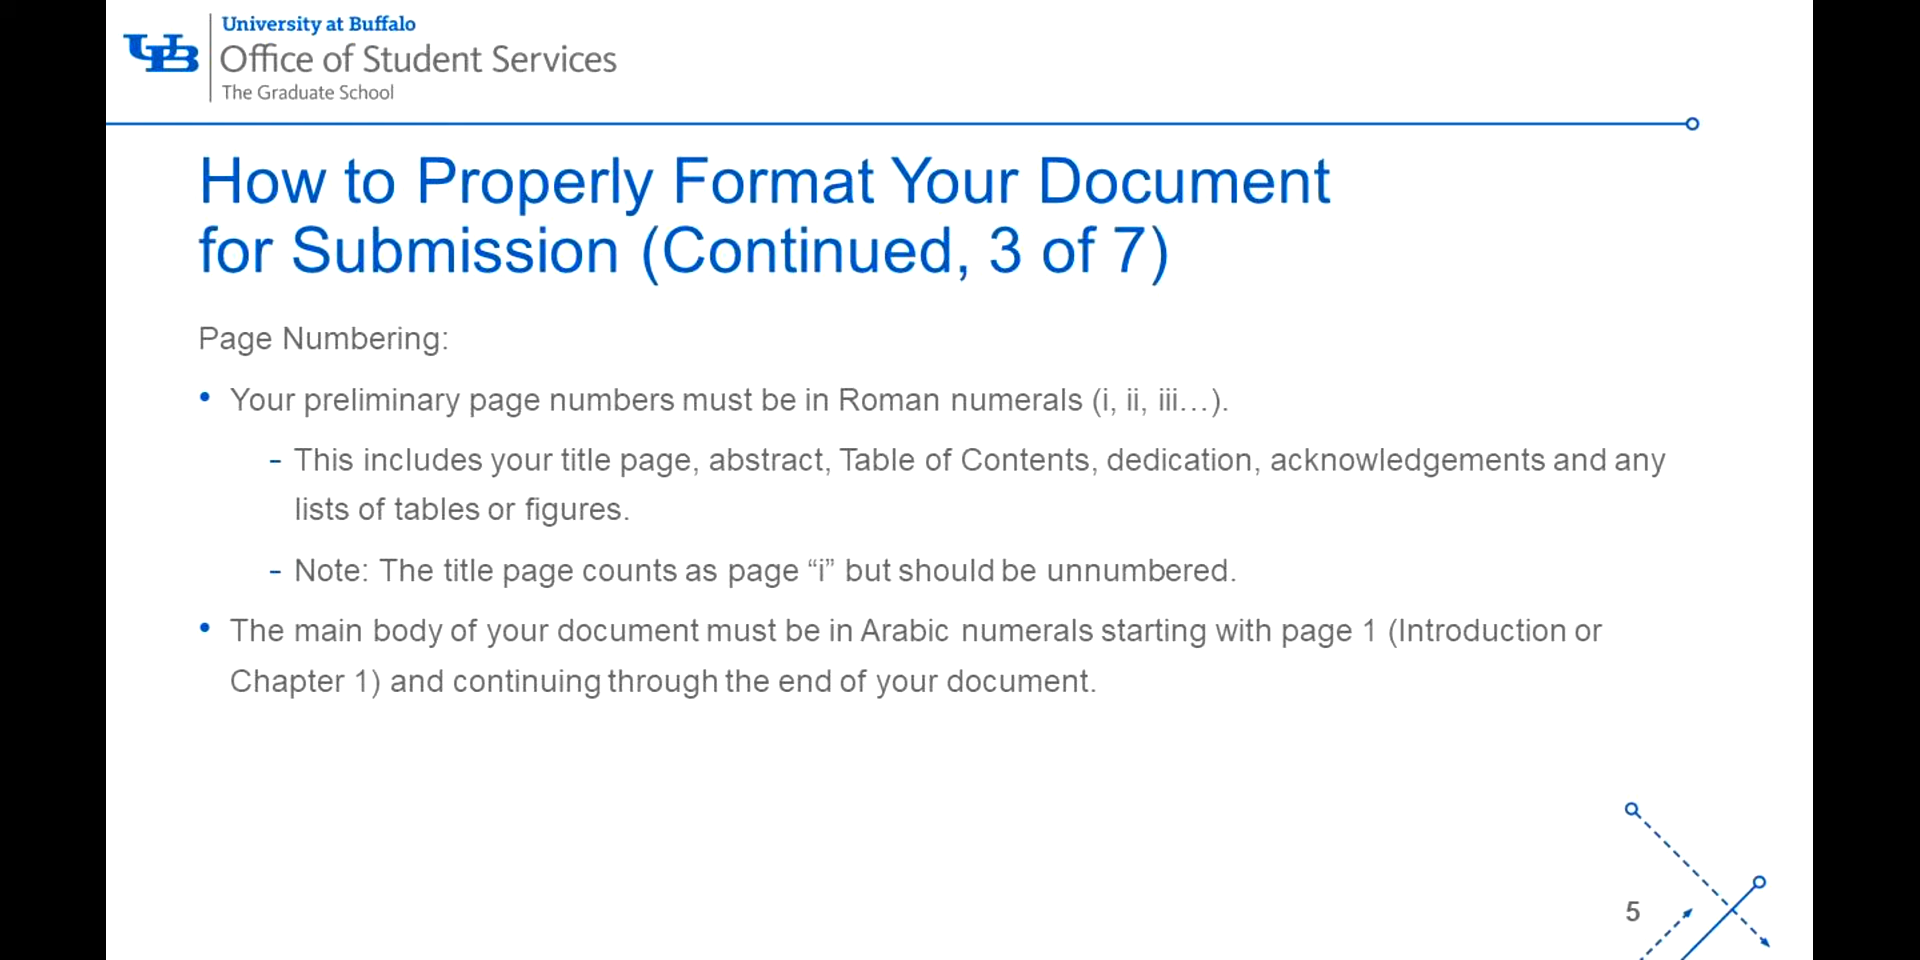 University at Buffalo
UB
Office of Student Services
The Graduate School
How to Properly Format Your Document
for Submission (Continued, 3 of 7)
Page Numbering:
• Your preliminary page numbers must be in Roman numerals (i, ii, iii…).
- This includes your title page, abstract, Table of Contents, dedication, acknowledgements and any
lists of tables or figures.
- Note: The title page counts as page “i” but should be unnumbered.
• The main body of your document must be in Arabic numerals starting with page 1 (Introduction or
Chapter 1) and continuing through the end of your document.
5